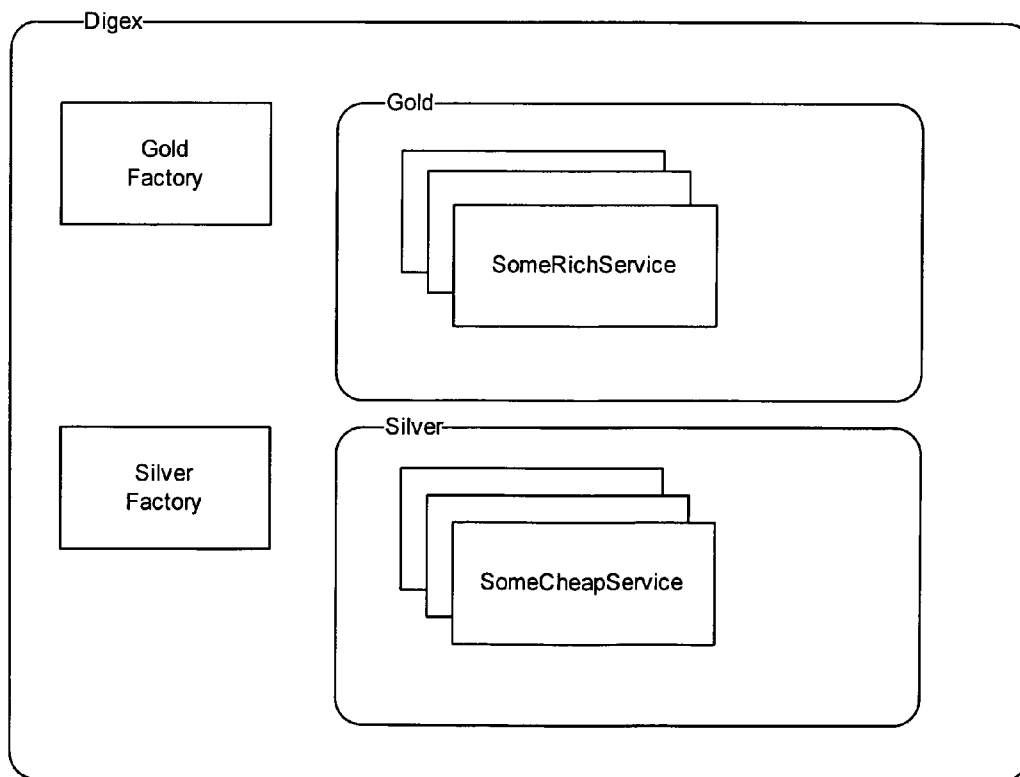 Digex
Gold
Factory
Gold
SomeRichService
Silver
Factory
Silver
SomeCheapService